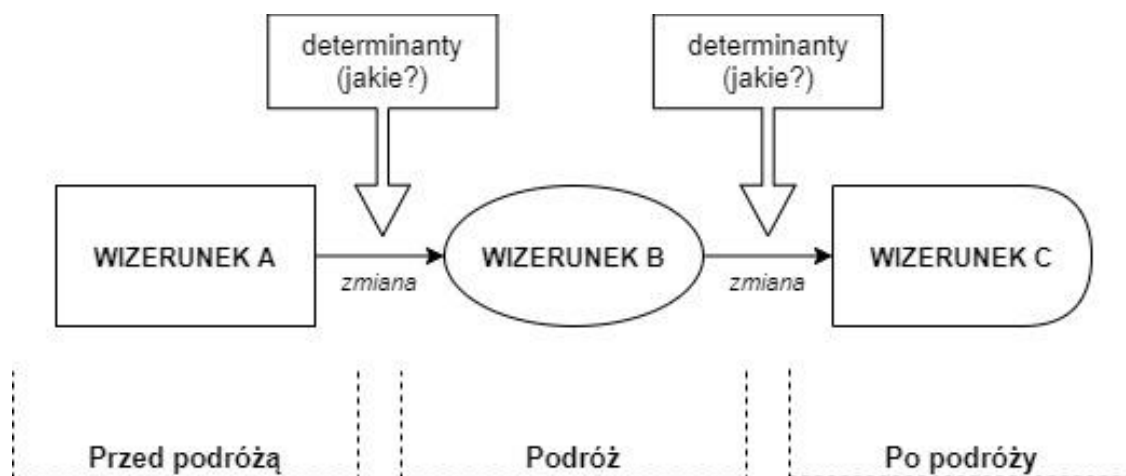 determinanty
(jakie?)
determinanty
(jakie?)
WIZERUNEK A
zmiana
WIZERUNEK B
zmiana
WIZERUNEK C
Przed podróżą
Podróż
Po podróży